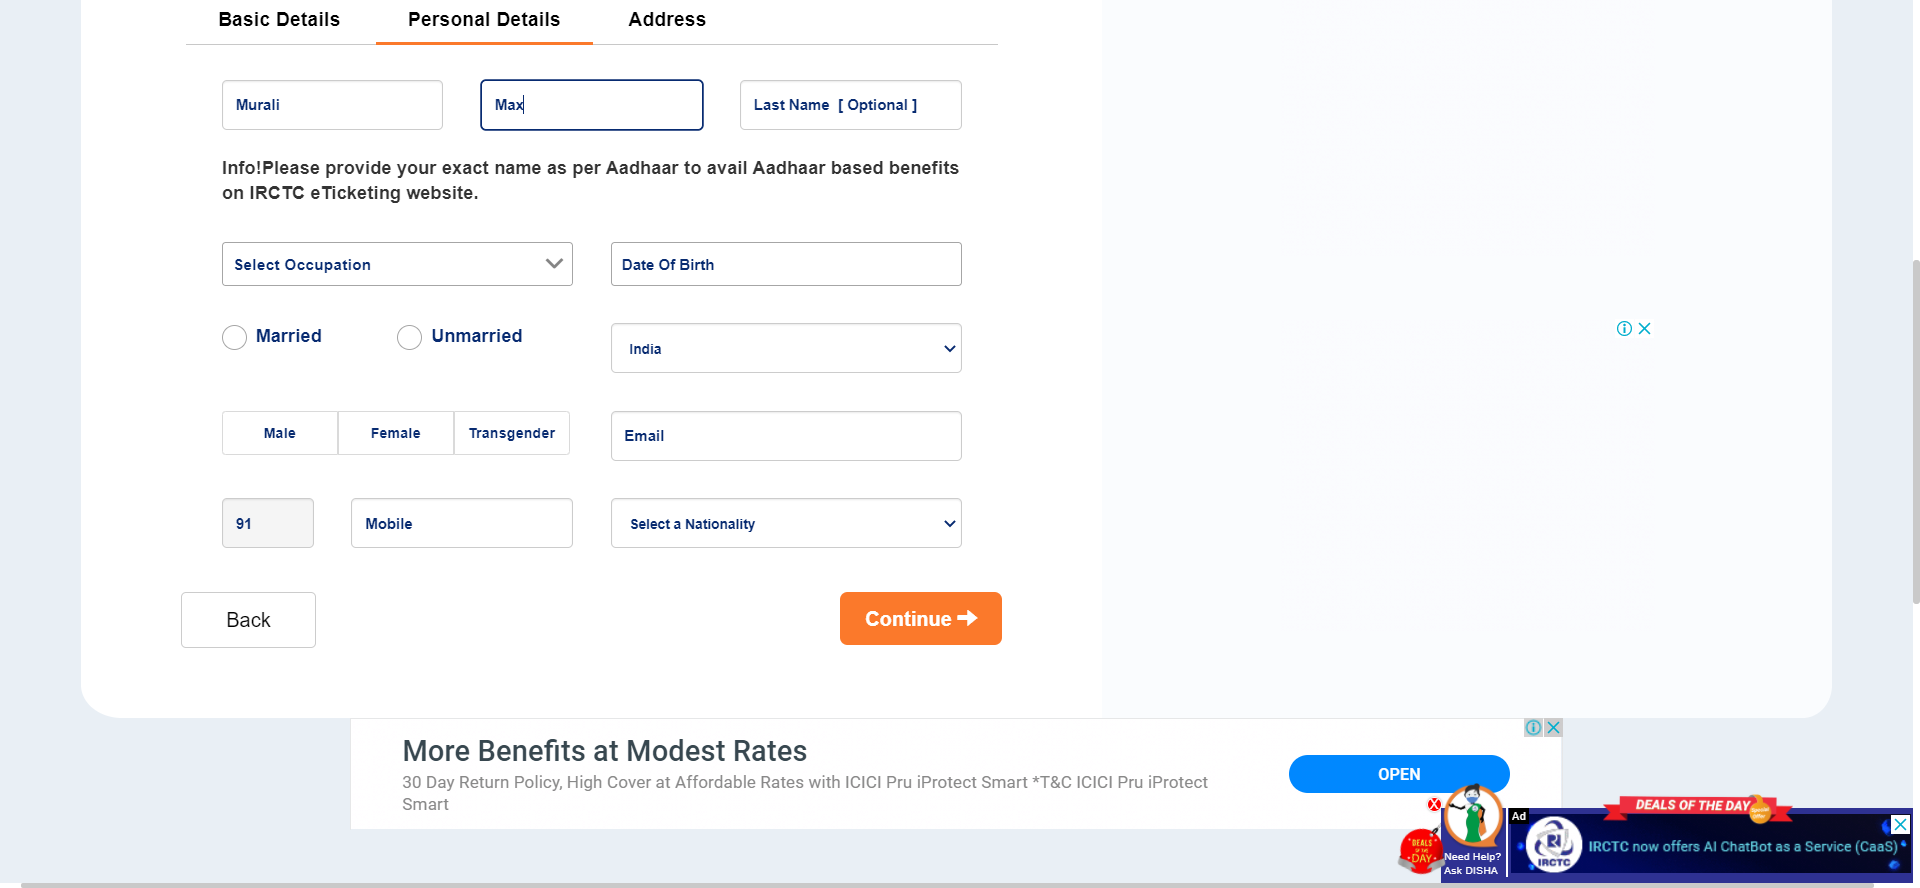 Basic Details Personal Details Address
Murali Max Last Name [ Optional ]
Info!Please provide your exact name as per Aadhaar to avail Aadhaar based benefits
on IRCTC eTicketing website.
Select Occupation Date Of Birth
Married Unmarried India
Male Female Transgender Email
91 Mobile Select a Nationality
Back Continue
More Benefits at Modest Rates
30 Day Return Policy, High Cover at Affordable Rates with ICICI Pru iProtect Smart *T&C ICICI Pru iProtect
Smart
OPEN
X
DEALS
OF THE
DAY
Need Help?
Ask DISHA
Ad
DEALS OF THE DAY
IRCTC
IRCTC now offers AI ChatBot as a Service (CaaS)